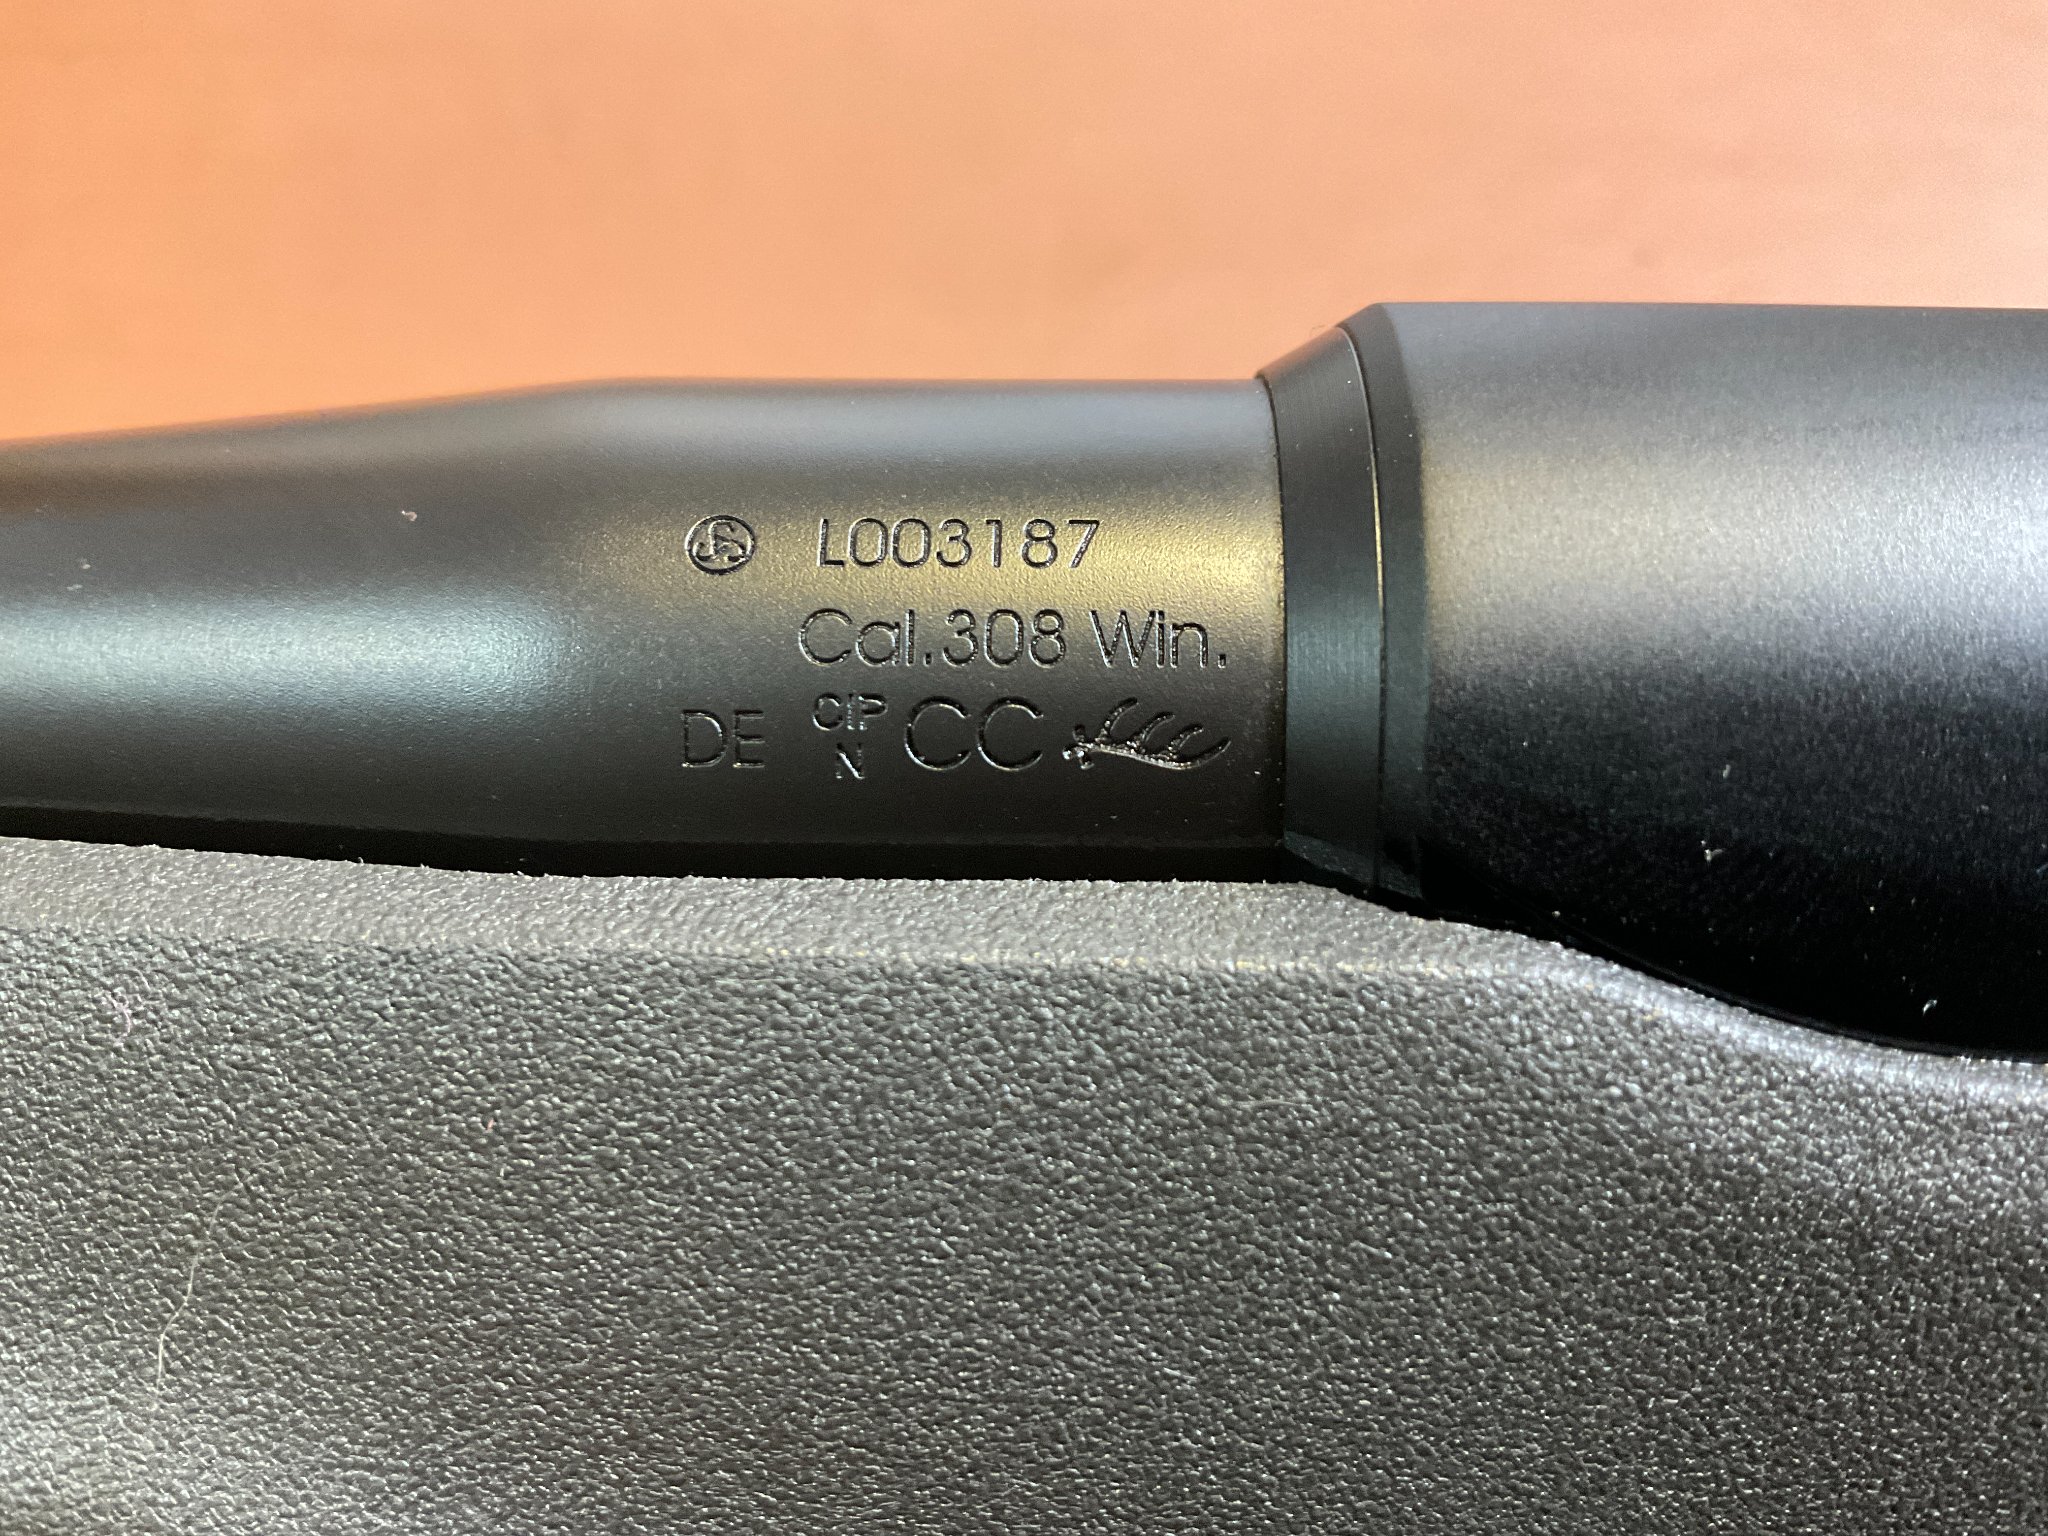 L003187
Cal.308 Win.
DE CIP N CC